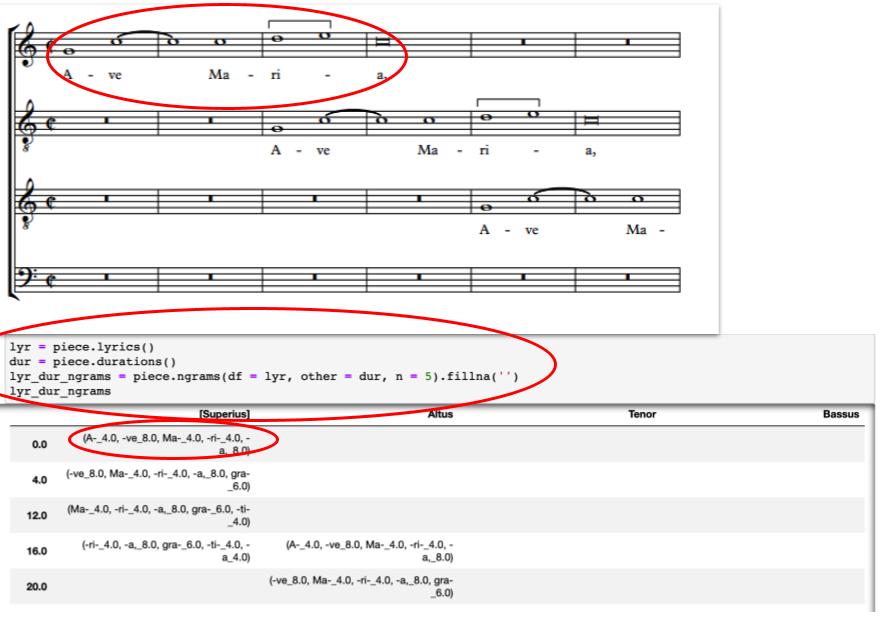 A - ve Ma - ri - a,
A - ve Ma - ri - a,
A - ve Ma -
lyr = piece.lyrics()
dur = piece.durations()
lyr_dur_ngrams = piece.ngrams(df = lyr, other = dur, n = 5).fillna('')
lyr_dur_ngrams
[Superius] Altus Tenor Bassus
0.0 (A-_4.0, -ve_8.0, Ma-_4.0, -ri-_4.0, -
a,_8.0)
4.0 (-ve_8.0, Ma-_4.0, -ri-_4.0, -a,_8.0, gra-
_6.0)
12.0 (Ma-_4.0, -ri-_4.0, -a,_8.0, gra-_6.0, -ti-
_4.0)
16.0 (-ri-_4.0, -a,_8.0, gra-_6.0, -ti-_4.0, - (A-_4.0, -ve_8.0, Ma-_4.0, -ri-_4.0, -
a_4.0) a,_8.0)
20.0 (-ve_8.0, Ma-_4.0, -ri-_4.0, -a,_8.0, gra-
_6.0)